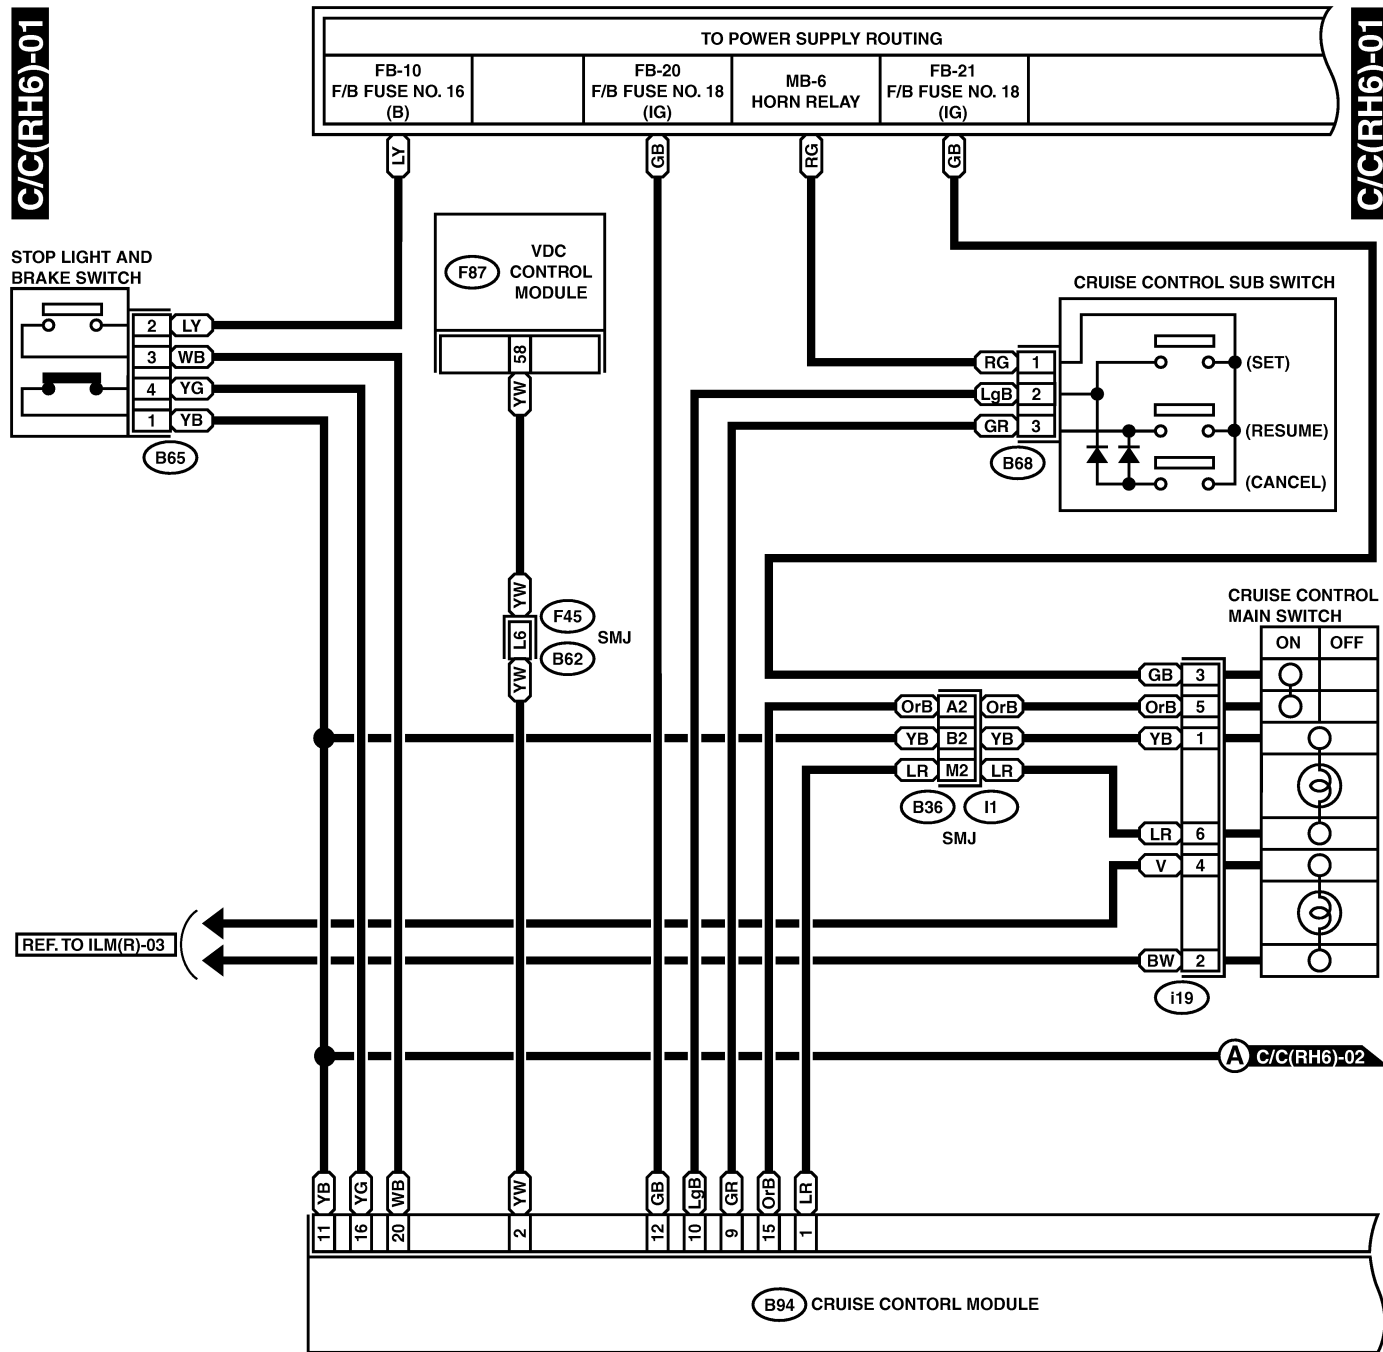 C/C(RH6)-01
C/C(RH6)-01
TO POWER SUPPLY ROUTING
FB-10
F/B FUSE NO. 16
(B)
FB-20
F/B FUSE NO. 18
(IG)
MB-6
HORN RELAY
FB-21
F/B FUSE NO. 18
(IG)
LY
GB
RG
GB
STOP LIGHT AND
BRAKE SWITCH
2 LY
3 WB
4 YG
1 YB
B65
F87
VDC
CONTROL
MODULE
58
YW
YW
L6
YW
F45
B62
SMJ
CRUISE CONTROL SUB SWITCH
RG 1
LgB 2
GR 3
B68
(SET)
(RESUME)
(CANCEL)
CRUISE CONTROL
MAIN SWITCH
ON OFF
GB 3
OrB A2 OrB
OrB 5
YB B2 YB
YB 1
LR M2 LR
B36 I1
SMJ
LR 6
V 4
BW 2
i19
REF. TO ILM(R)-03
A C/C(RH6)-02
YB YG WB YW GB LgB GR OrB LR
11 16 20 2 12 10 9 15 1
B94 CRUISE CONTORL MODULE